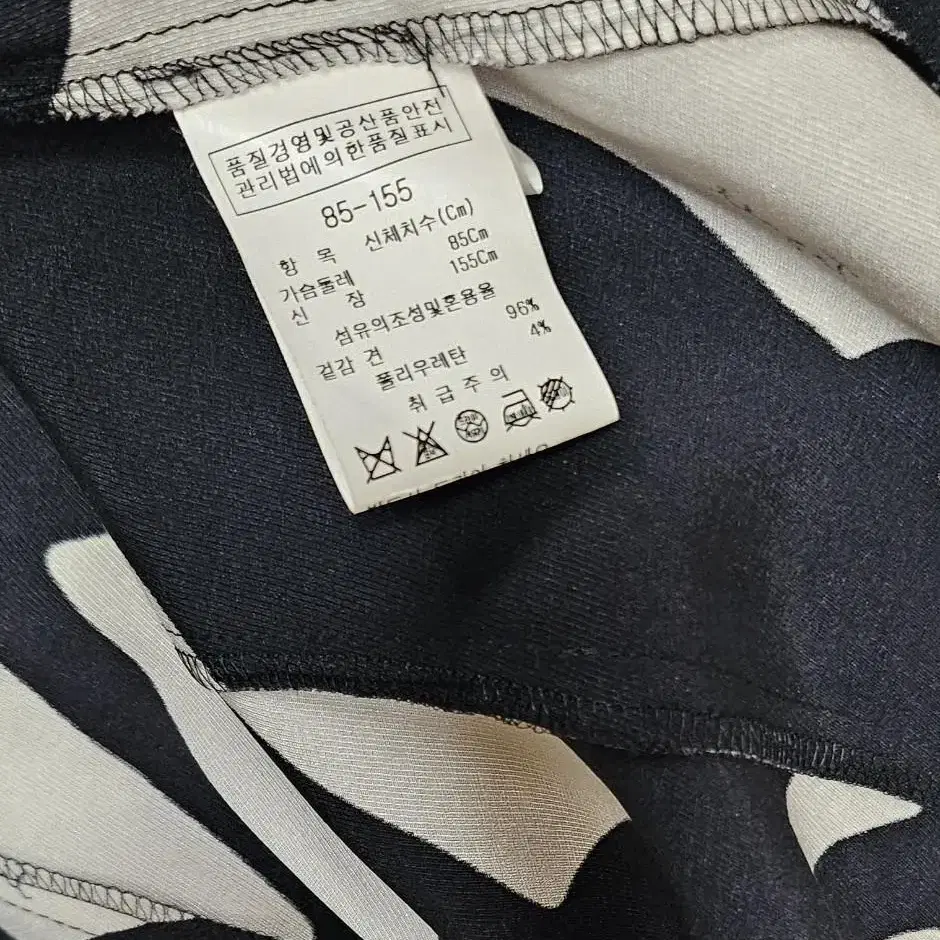 품질경영및공산품안전
관리법에의한품질표시
85-155
항 목 신체치수(Cm)
가슴둘레 85Cm
신 장 155Cm
섬유의조성및혼용율
겉감 견 96%
폴리우레탄 4%
취 급 주 의